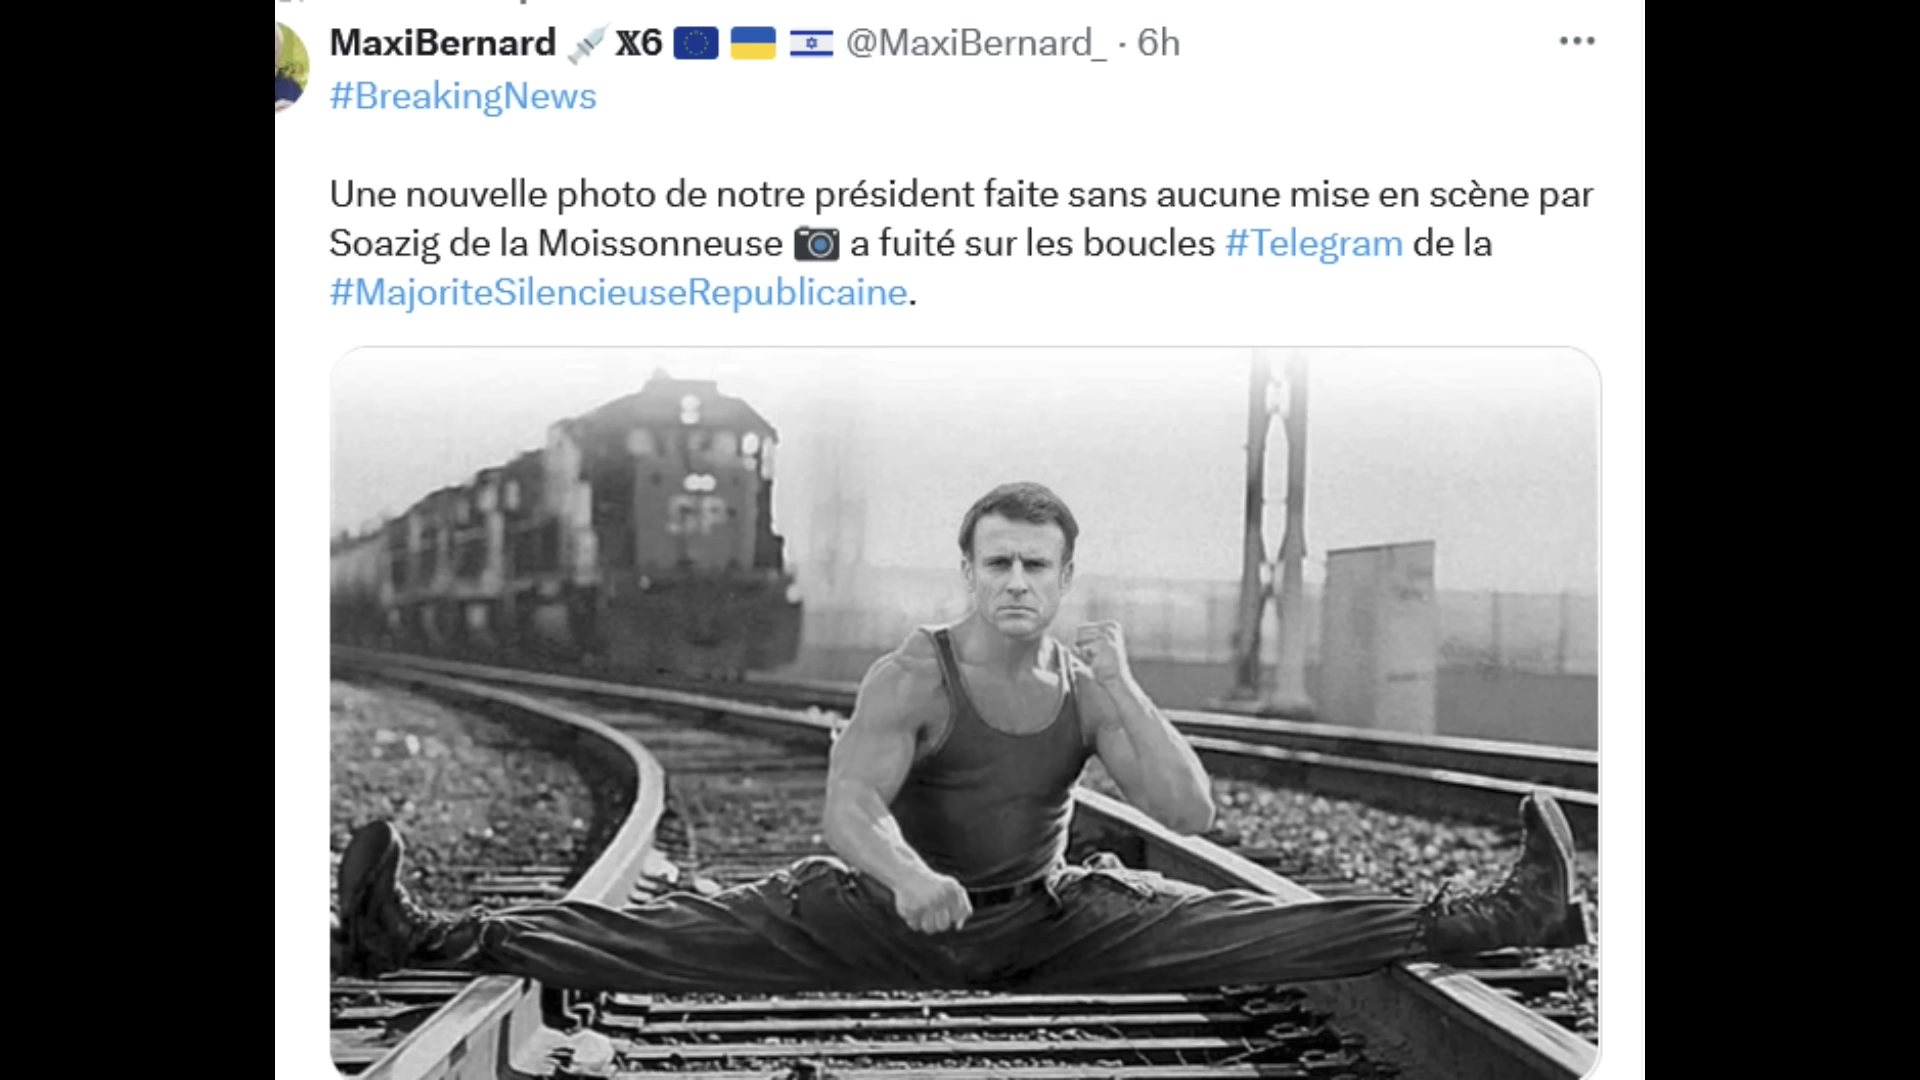 MaxiBernard 💉 X6 🇪🇺 🇺🇦 🇮🇱 @MaxiBernard_ · 6h
#BreakingNews
Une nouvelle photo de notre président faite sans aucune mise en scène par
Soazig de la Moissonneuse 📷 a fuité sur les boucles #Telegram de la
#MajoriteSilencieuseRepublicaine.
SP